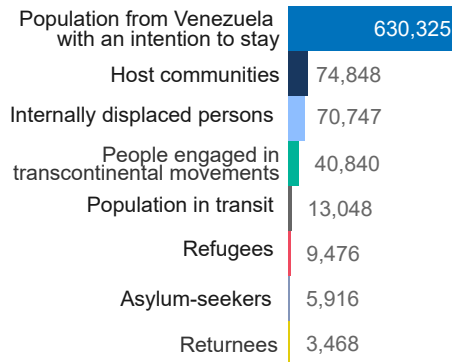 Population from Venezuela
with an intention to stay
630,325
Host communities
74,848
Internally displaced persons
70,747
People engaged in
transcontinental movements
40,840
Population in transit
13,048
Refugees
9,476
Asylum-seekers
5,916
Returnees
3,468